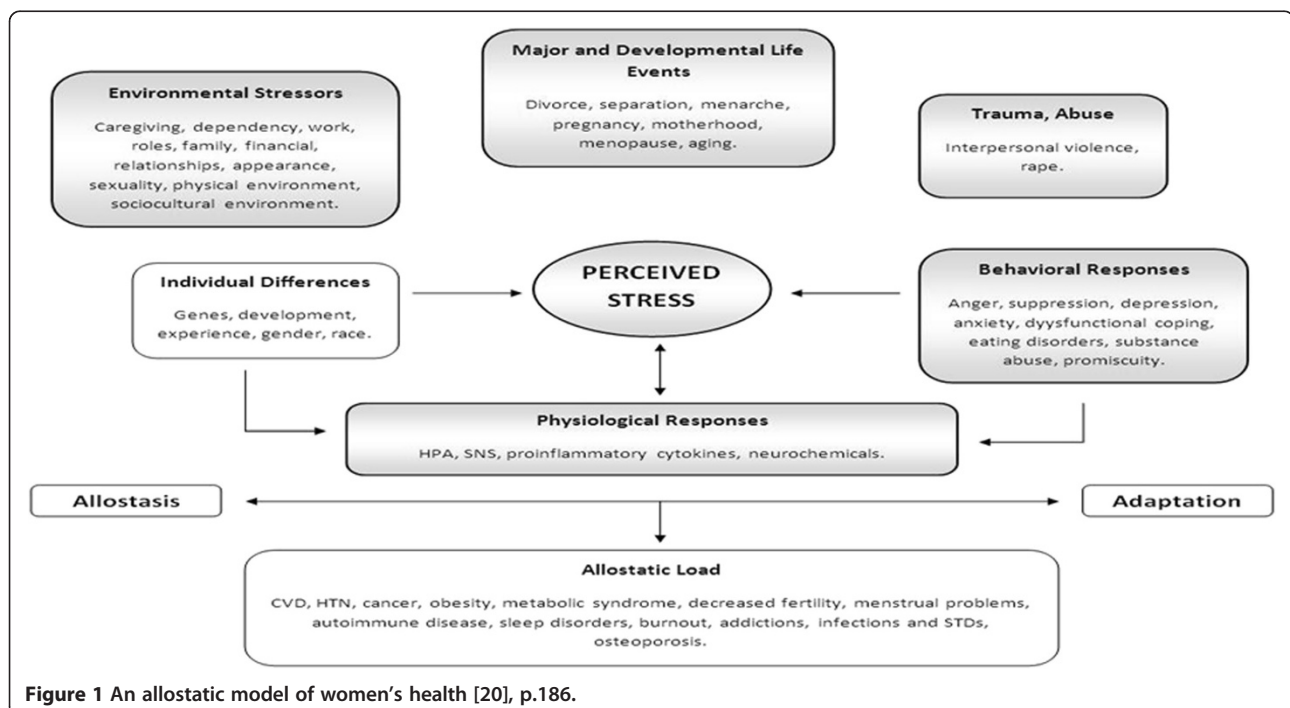 Major and Developmental Life
Events
Divorce, separation, menarche,
pregnancy, motherhood,
menopause, aging.
Environmental Stressors
Caregiving, dependency, work,
roles, family, financial,
relationships, appearance,
sexuality, physical environment,
sociocultural environment.
Trauma, Abuse
Interpersonal violence,
rape.
Individual Differences
Genes, development,
experience, gender, race.
PERCEIVED
STRESS
Behavioral Responses
Anger, suppression, depression,
anxiety, dyysfunctional coping,
eating disorders, substance
abuse, promiscuity.
Physiological Responses
HPA, SNS, proinflammatory cytokines, neurochemicals.
Allostasis
Adaptation
Allostatic Load
CVD, HTN, cancer, obesity, metabolic syndrome, decreased fertility, menstrual problems,
autoimmune disease, sleep disorders, burnout, addictions, infections and STDs,
osteoporosis.
Figure 1 An allostatic model of women's health [20], p.186.